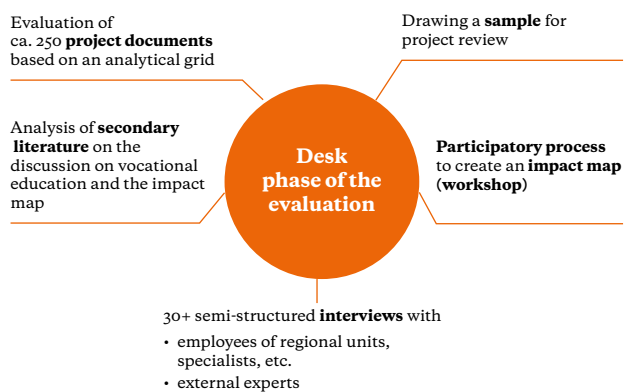 Evaluation of
ca. 250 project documents
based on an analytical grid
Drawing a sample for
project review
Analysis of secondary
literature on the
discussion on vocational
education and the impact
map
Desk
phase of the
evaluation
Participatory process
to create an impact map
(workshop)
30+ semi-structured interviews with
• employees of regional units,
specialists, etc.
• external experts